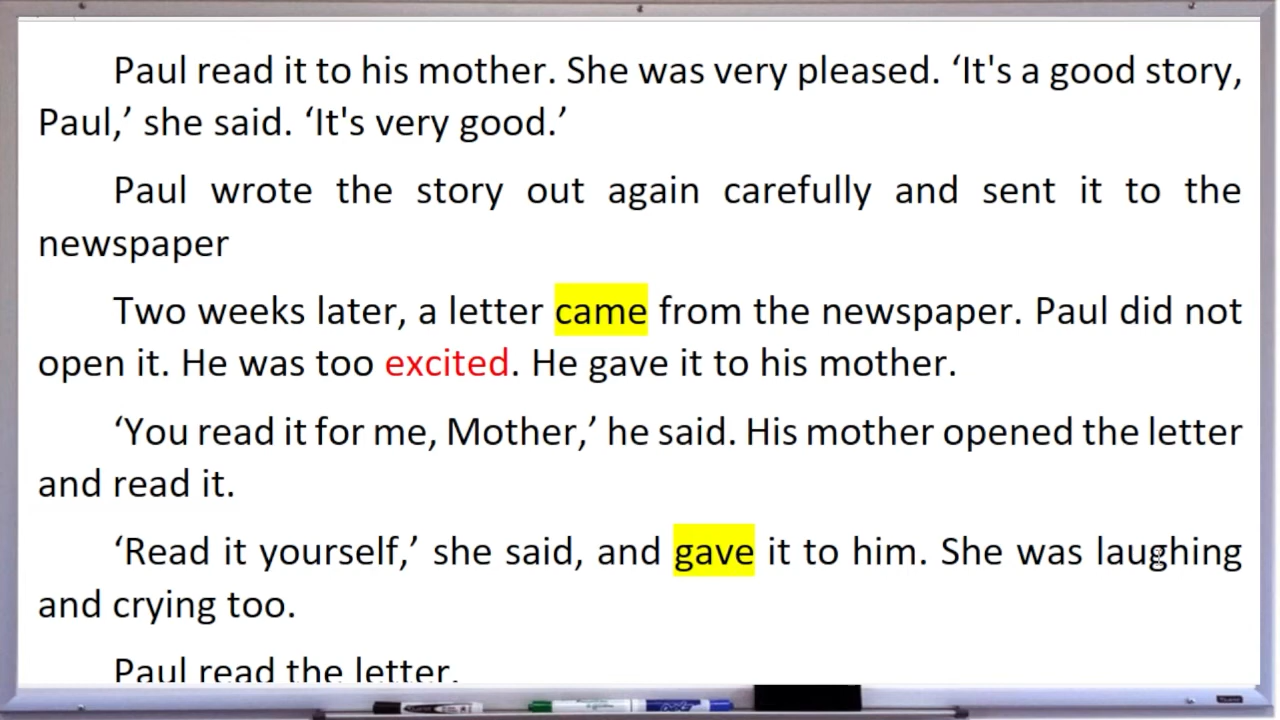 Paul read it to his mother. She was very pleased. ‘It's a good story,
Paul,’ she said. ‘It's very good.’
Paul wrote the story out again carefully and sent it to the
newspaper
Two weeks later, a letter came from the newspaper. Paul did not
open it. He was too excited. He gave it to his mother.
‘You read it for me, Mother,’ he said. His mother opened the letter
and read it.
‘Read it yourself,’ she said, and gave it to him. She was laughing
and crying too.
Paul read the letter.